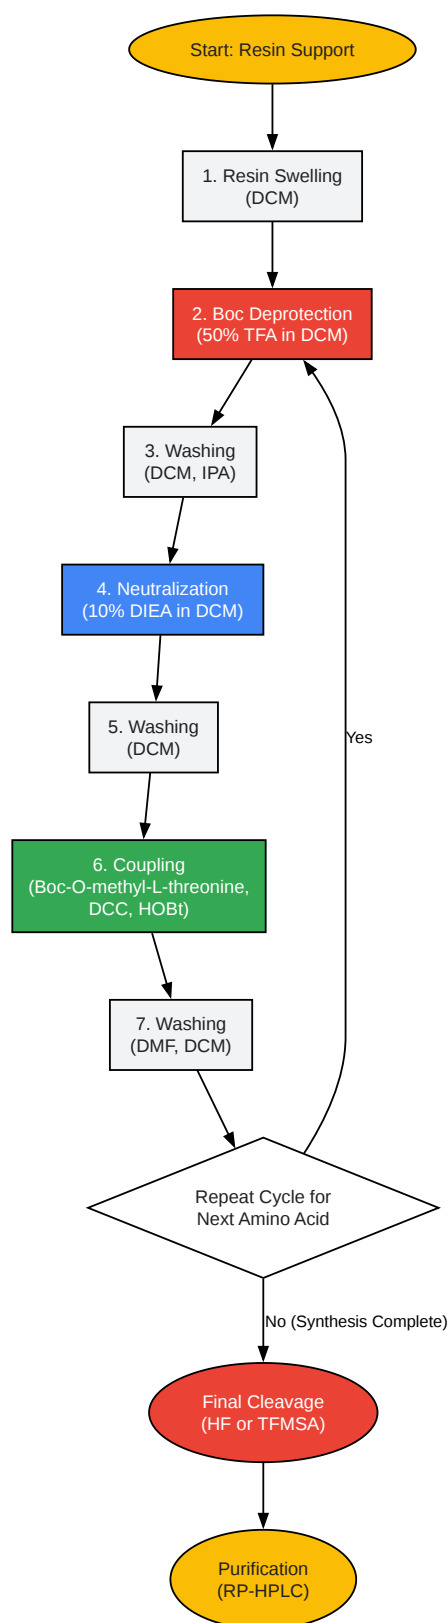 Start: Resin Support
1. Resin Swelling
(DCM)
2. Boc Deprotection
(50% TFA in DCM)
3. Washing
(DCM, IPA)
4. Neutralization
(10% DIEA in DCM)
5. Washing
(DCM)
Yes
6. Coupling
(Boc-O-methyl-L-threonine,
DCC, HOBt)
7. Washing
(DMF, DCM)
Repeat Cycle for
Next Amino Acid
No (Synthesis Complete)
Final Cleavage
(HF or TFMSA)
Purification
(RP-HPLC)